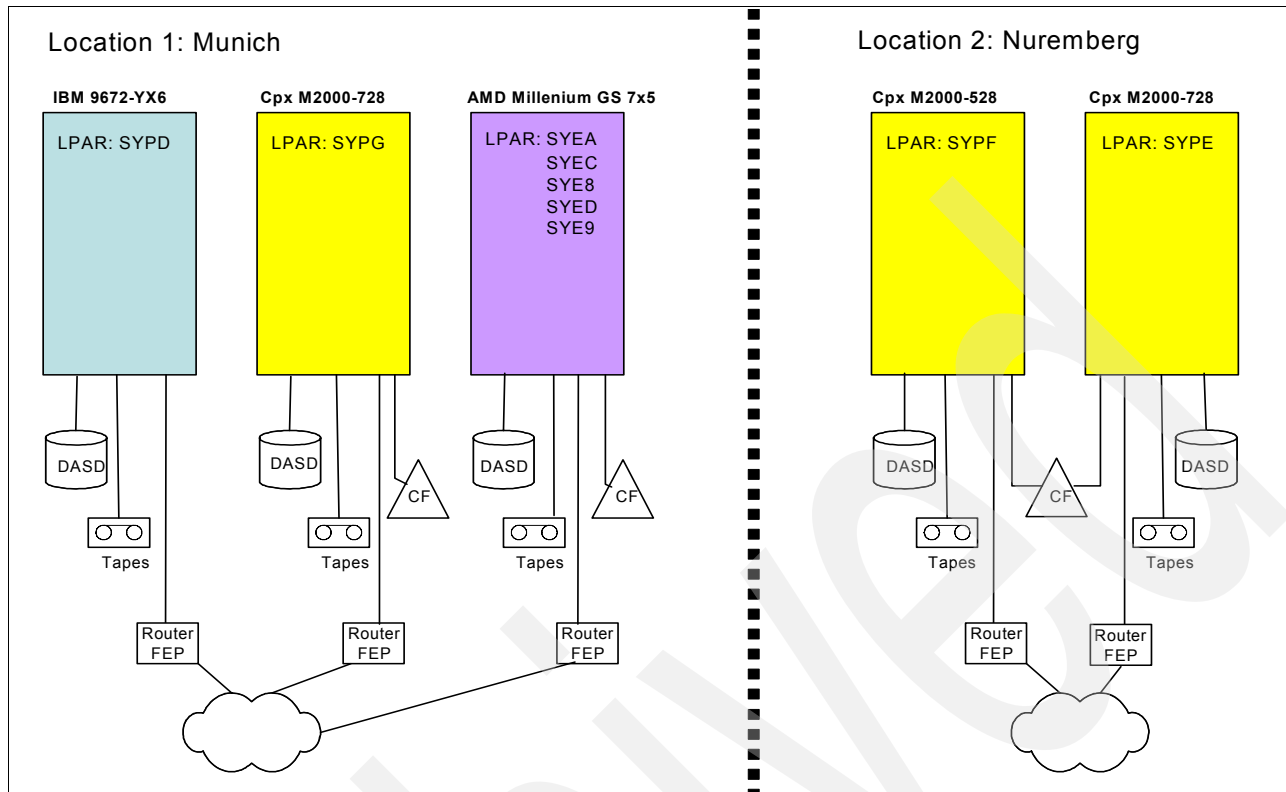 Location 1: Munich
Location 2: Nuremberg
IBM 9672-YX6
Cpx M2000-728
AMD Millenium GS 7x5
Cpx M2000-528
Cpx M2000-728
LPAR: SYPD
LPAR: SYPG
LPAR: SYEA
SYEC
SYE8
SYED
SYE9
LPAR: SYPF
LPAR: SYPE
DASD
DASD
DASD
DASD
DASD
CF
CF
CF
Tapes
Tapes
Tapes
Tapes
Tapes
Router
FEP
Router
FEP
Router
FEP
Router
FEP
Router
FEP